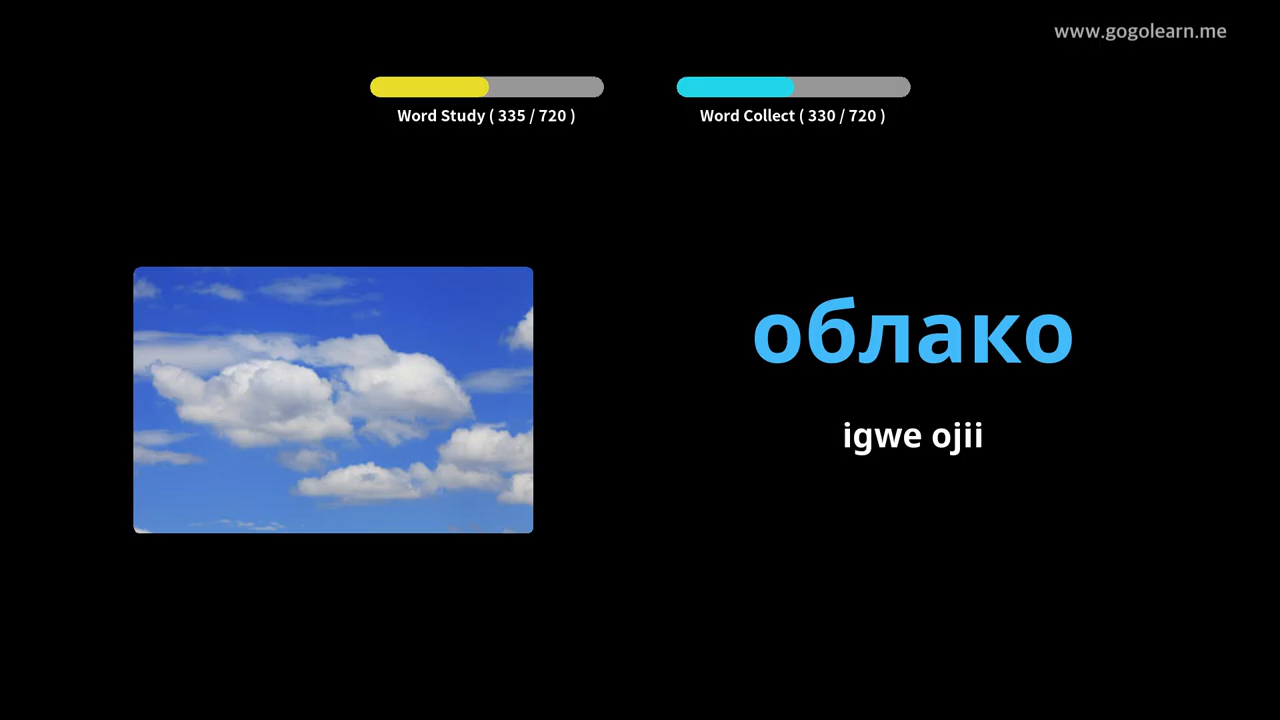 www.gogolearn.me
Word Study ( 335 / 720 )
Word Collect ( 330 / 720 )
облако
igwe ojii